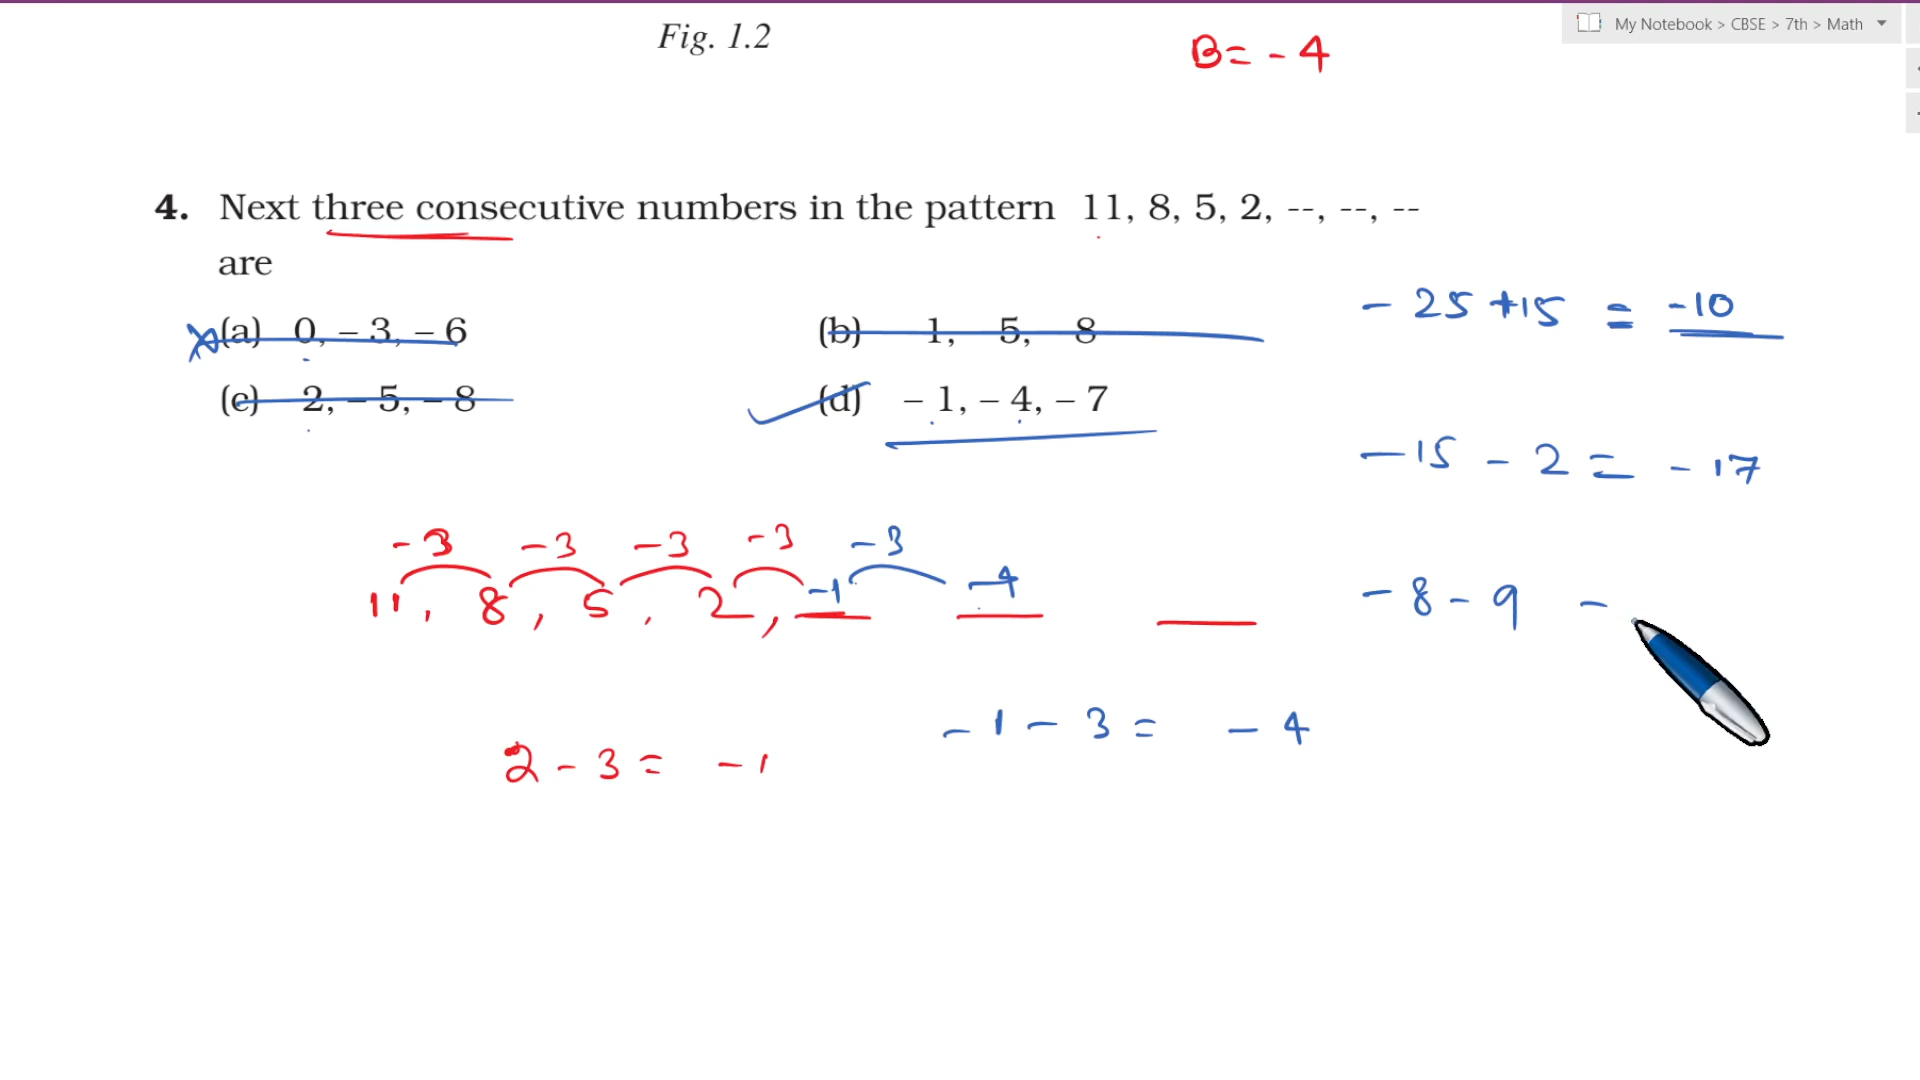 My Notebook > CBSE > 7th > Math
Fig. 1.2
B = - 4
4. Next three consecutive numbers in the pattern 11, 8, 5, 2, --, --, --
are
(a) 0, – 3, – 6
(b) 1, 5, 8
(c) 2, – 5, – 8
(d) – 1, – 4, – 7
- 25 + 15 = -10
- 15 - 2 = - 17
-3 -3 -3 -3 -3
11, 8, 5, 2, -1 -4
- 8 - 9 -
- 1 - 3 = - 4
2 - 3 = - 1